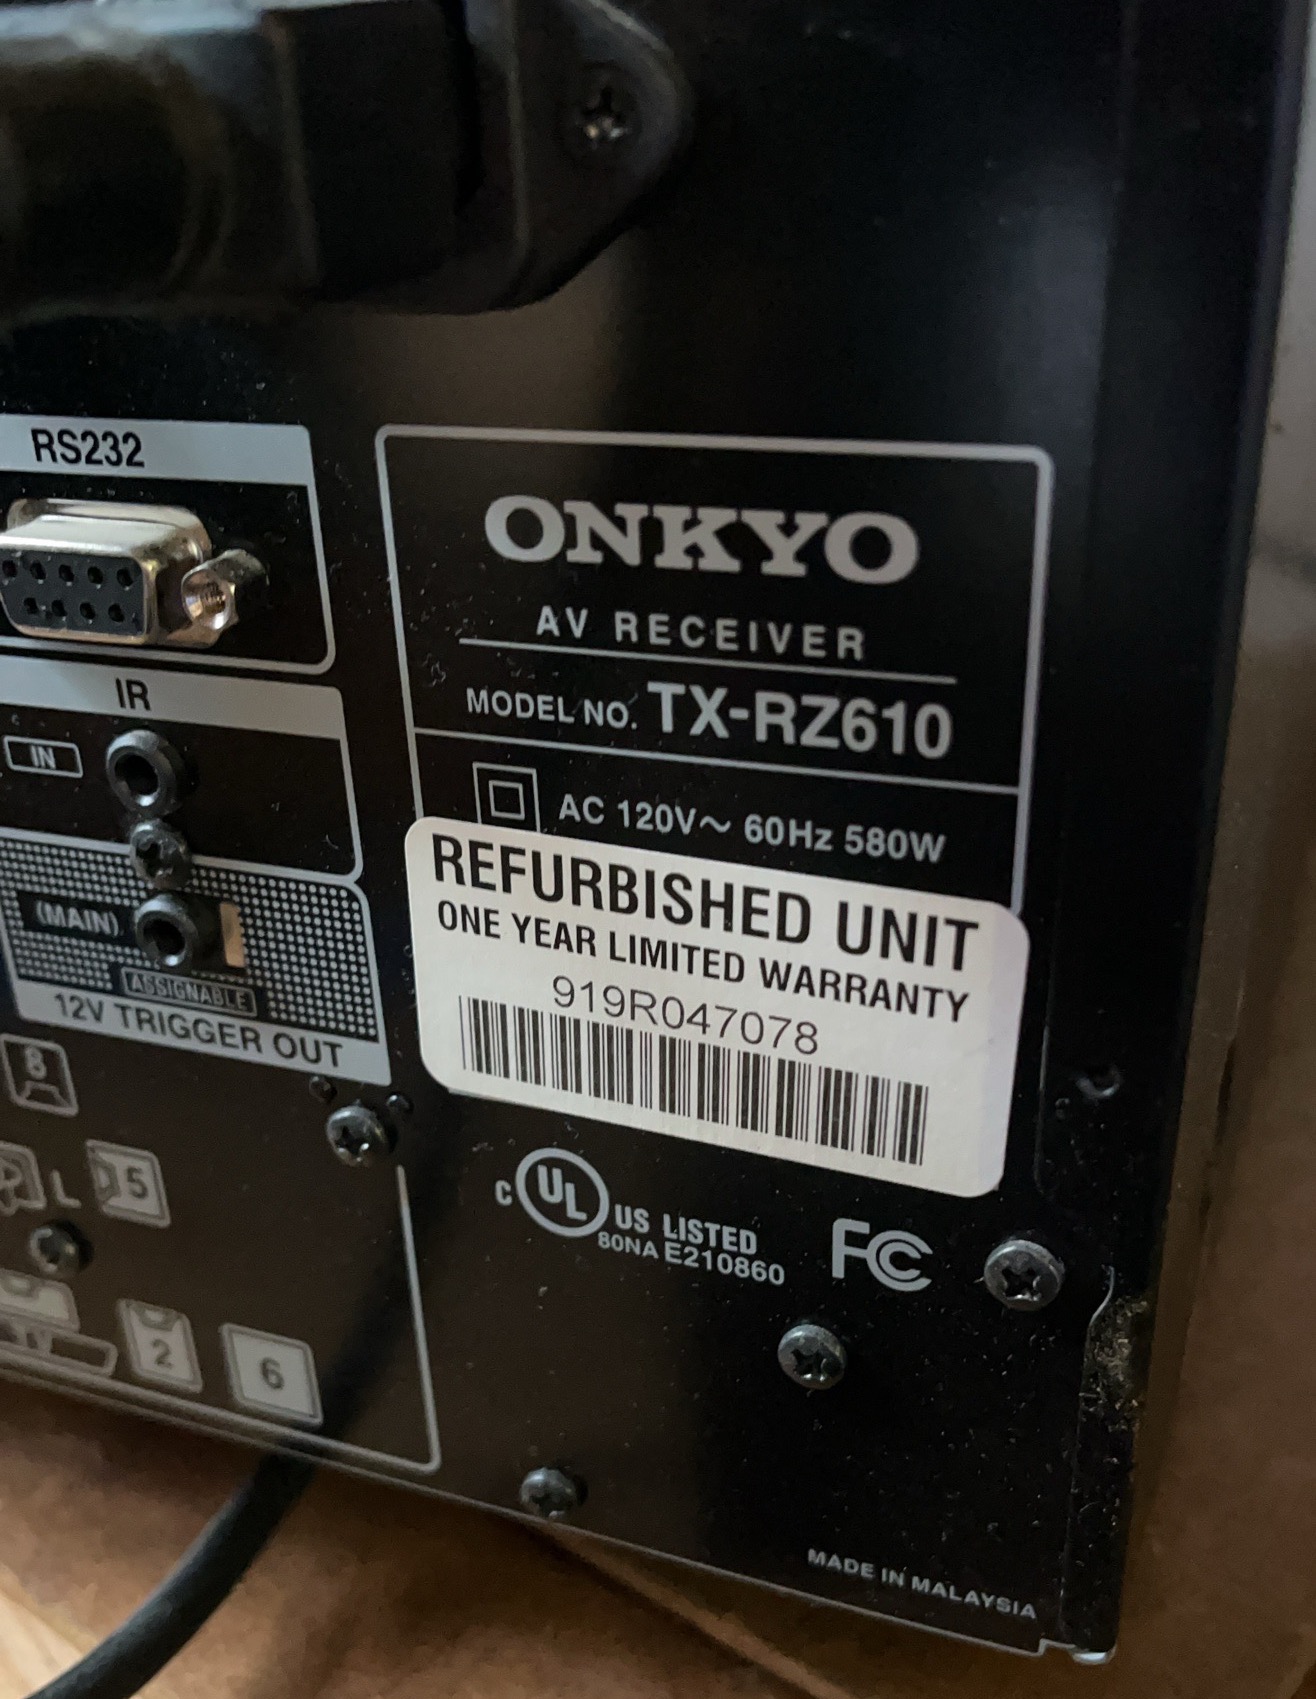 RS232
ONKYO
AV RECEIVER
MODEL NO. TX-RZ610
IR
IN
AC 120V~ 60Hz 580W
REFURBISHED UNIT
ONE YEAR LIMITED WARRANTY
919R047078
(MAIN)
ASSIGNABLE
12V TRIGGER OUT
8
L
5
C UL US LISTED
80NA E210860
FC
2
6
MADE IN MALAYSIA